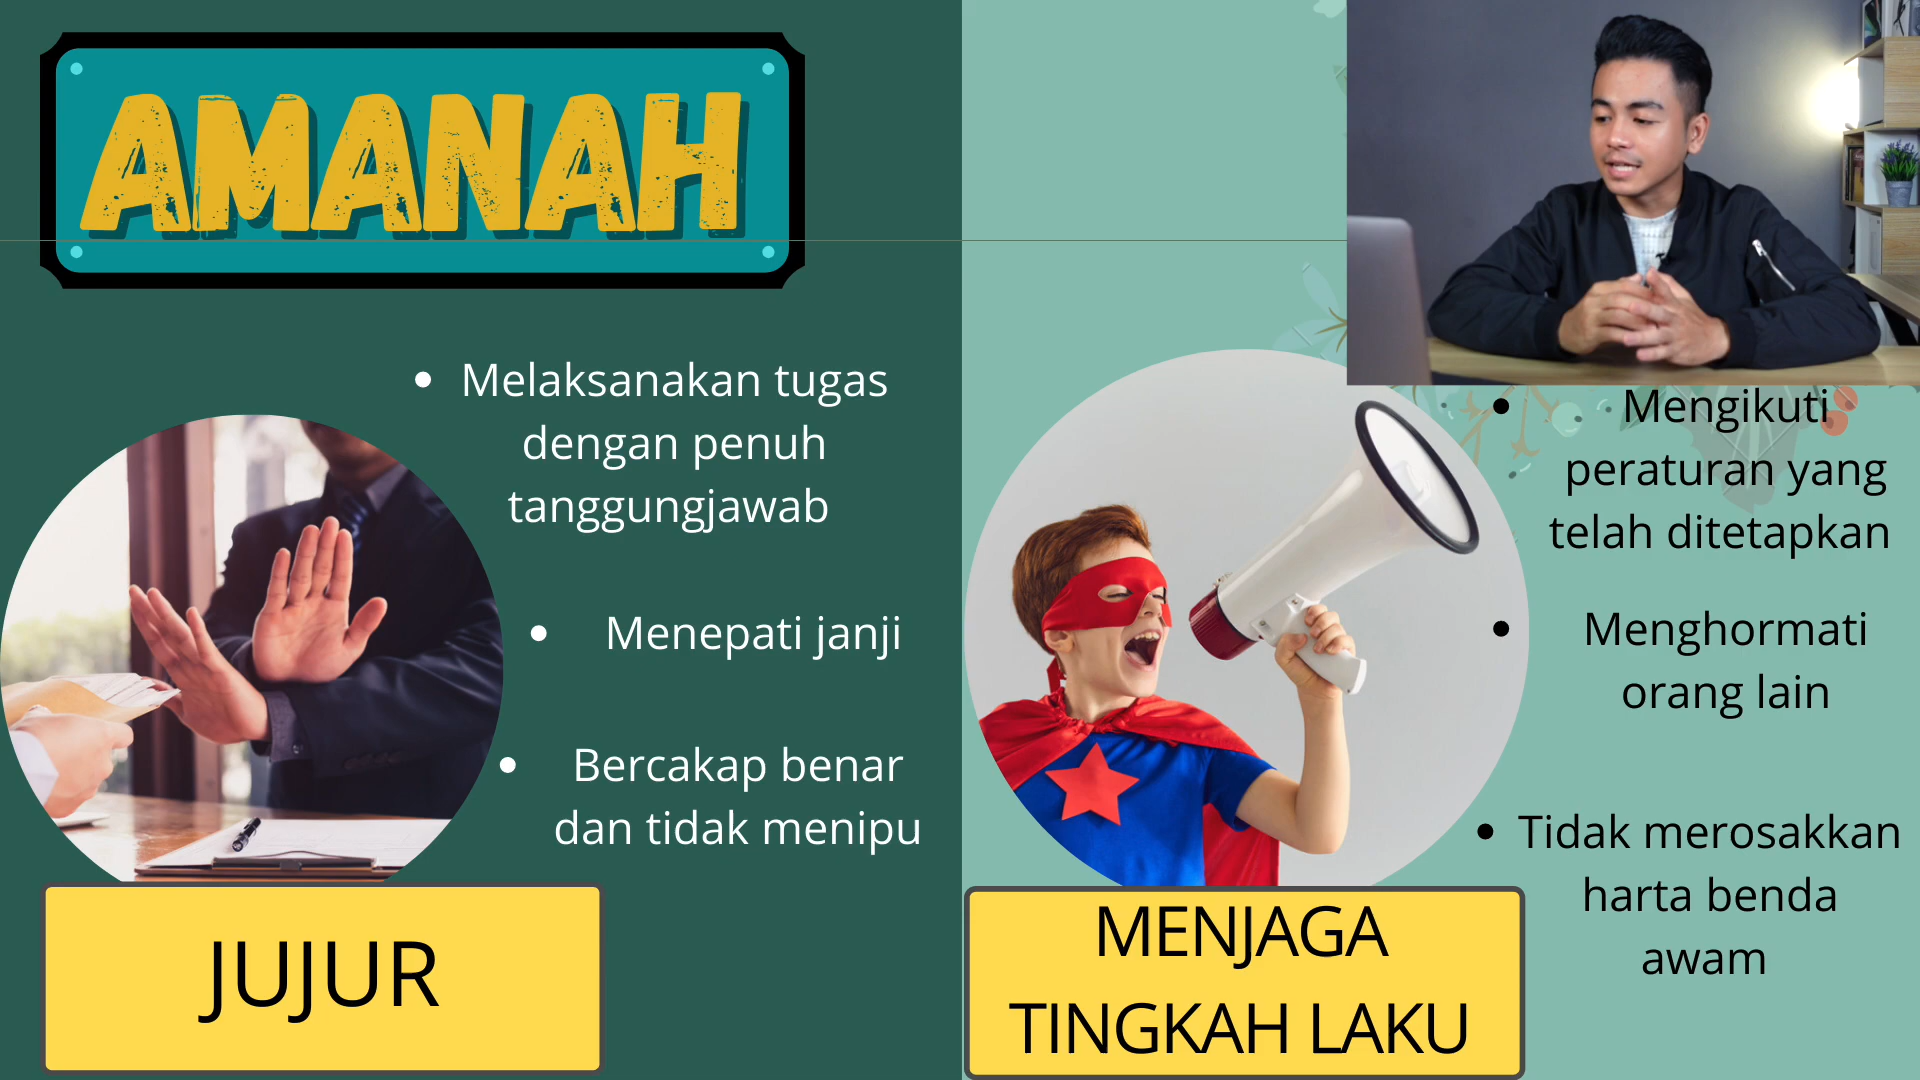 AMANAH
Melaksanakan tugas
dengan penuh
tanggungjawab
Menepati janji
Bercakap benar
dan tidak menipu
JUJUR
Mengikuti
peraturan yang
telah ditetapkan
Menghormati
orang lain
Tidak merosakkan
harta benda
awam
MENJAGA
TINGKAH LAKU